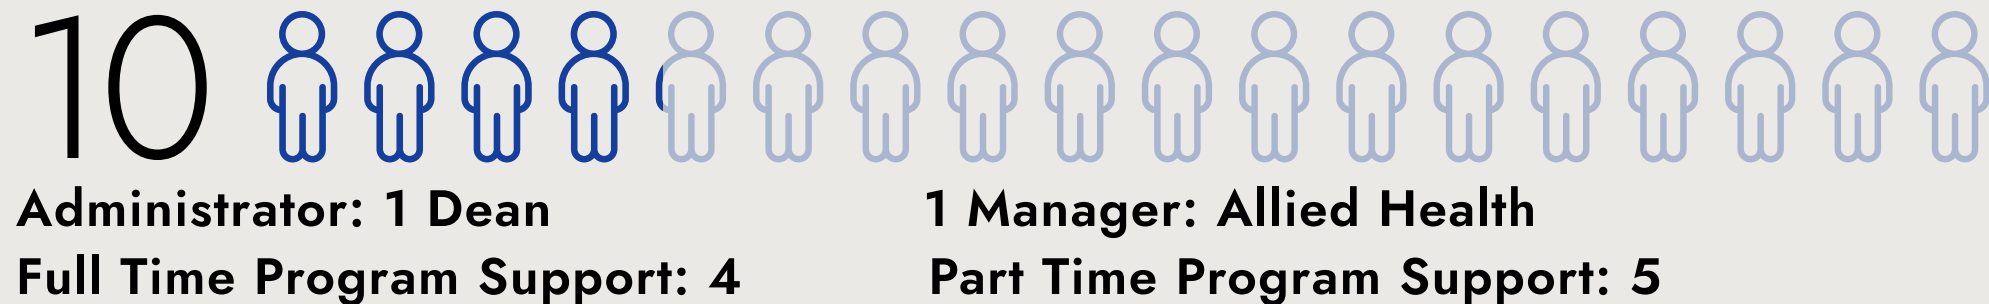 10
Administrator: 1 Dean
1 Manager: Allied Health
Full Time Program Support: 4
Part Time Program Support: 5